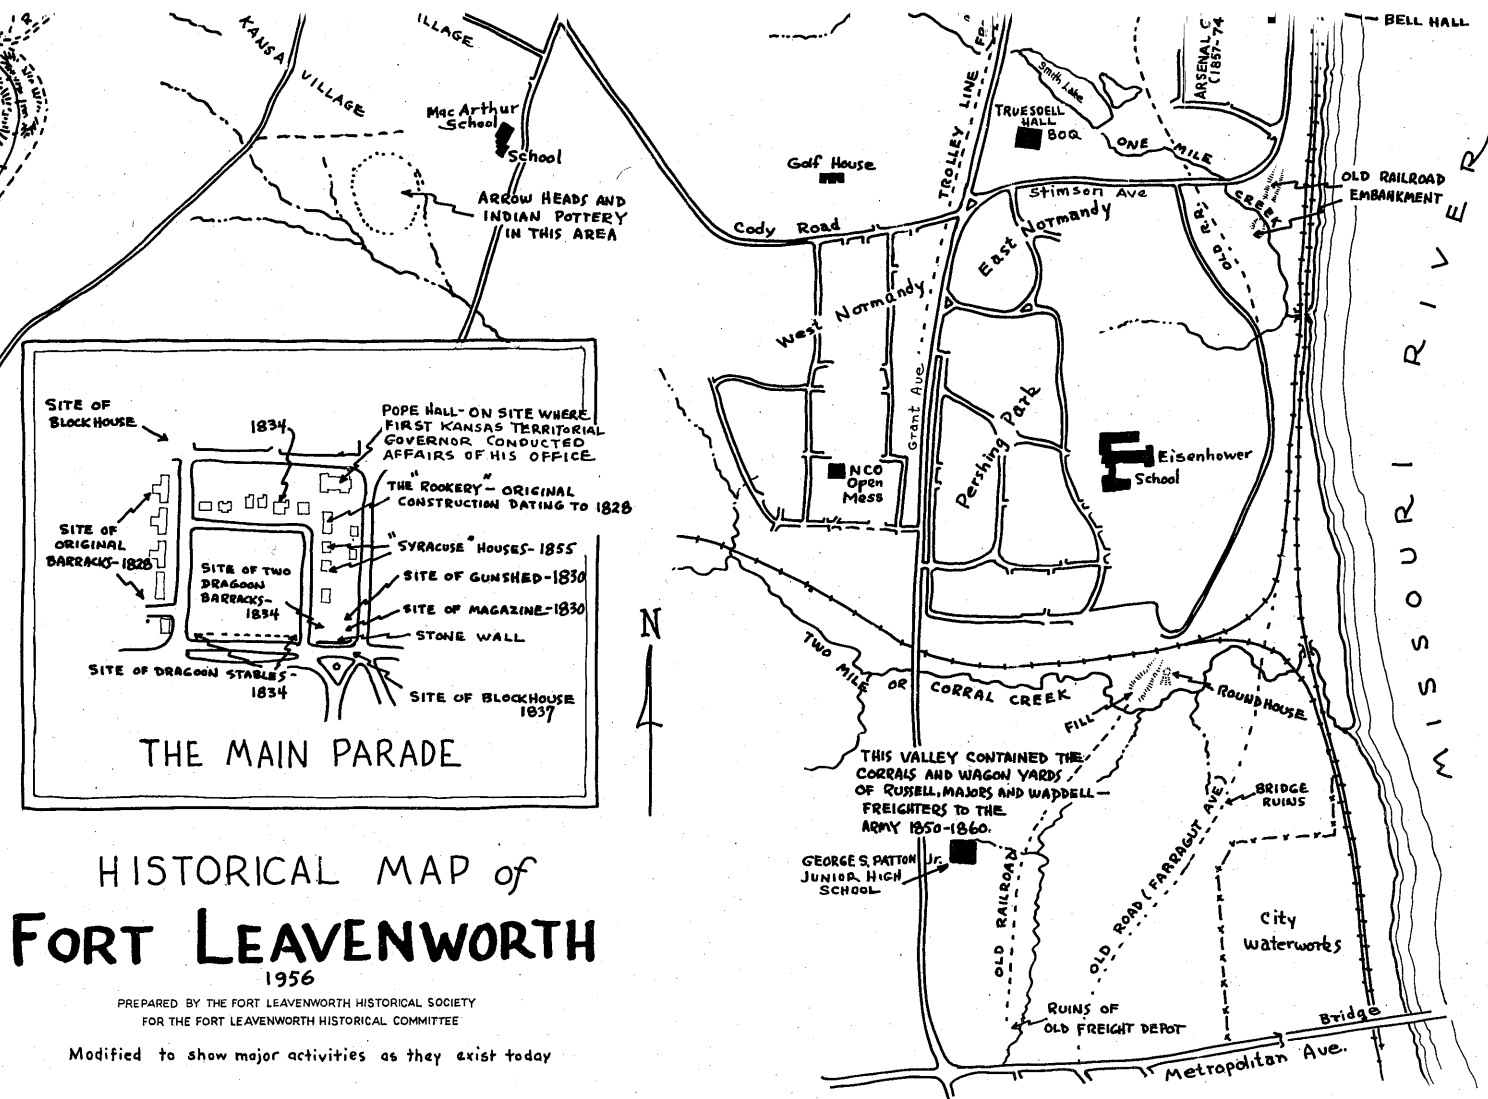 KANSA
VILLAGE
ILLAGE
MacArthur
School
School
ARROW HEADS AND
INDIAN POTTERY
IN THIS AREA
Cody Road
Golf House
TROLLEY LINE
Smith Lake
TRUESDELL
HALL
BOQ
ARSENAL
(1857-74
BELL HALL
ONE MILE
CREEK
OLD RAILROAD
EMBANKMENT
Stimson Ave
East Normandy
West Normandy
OLD R.R.
Grant Ave
Pershing Park
NCO
Open
Mess
Eisenhower
School
MISSOURI RIVER
SITE OF
BLOCKHOUSE
1834
POPE HALL-ON SITE WHERE
FIRST KANSAS TERRITORIAL
GOVERNOR CONDUCTED
AFFAIRS OF HIS OFFICE
THE "ROOKERY"-ORIGINAL
CONSTRUCTION DATING TO 1828
SITE OF
ORIGINAL
BARRACKS-1828
"SYRACUSE" HOUSES-1855
SITE OF GUNSHED-1830
SITE OF MAGAZINE-1830
STONE WALL
SITE OF TWO
DRAGOON
BARRACKS-
1834
SITE OF DRAGOON STABLES-
1834
SITE OF BLOCKHOUSE
1837
THE MAIN PARADE
N
TWO MILE OR CORRAL CREEK
FILL
ROUNDHOUSE
THIS VALLEY CONTAINED THE
CORRALS AND WAGON YARDS
OF RUSSELL, MAJORS AND WADDELL-
FREIGHTERS TO THE
ARMY 1850-1860.
BRIDGE
RUINS
GEORGE S. PATTON Jr.
JUNIOR HIGH
SCHOOL
OLD RAILROAD
OLD ROAD (FARRAGUT AVE)
City
Waterworks
RUINS OF
OLD FREIGHT DEPOT
Bridge
Metropolitan Ave.
HISTORICAL MAP of
FORT LEAVENWORTH
1956
PREPARED BY THE FORT LEAVENWORTH HISTORICAL SOCIETY
FOR THE FORT LEAVENWORTH HISTORICAL COMMITTEE
Modified to show major activities as they exist today